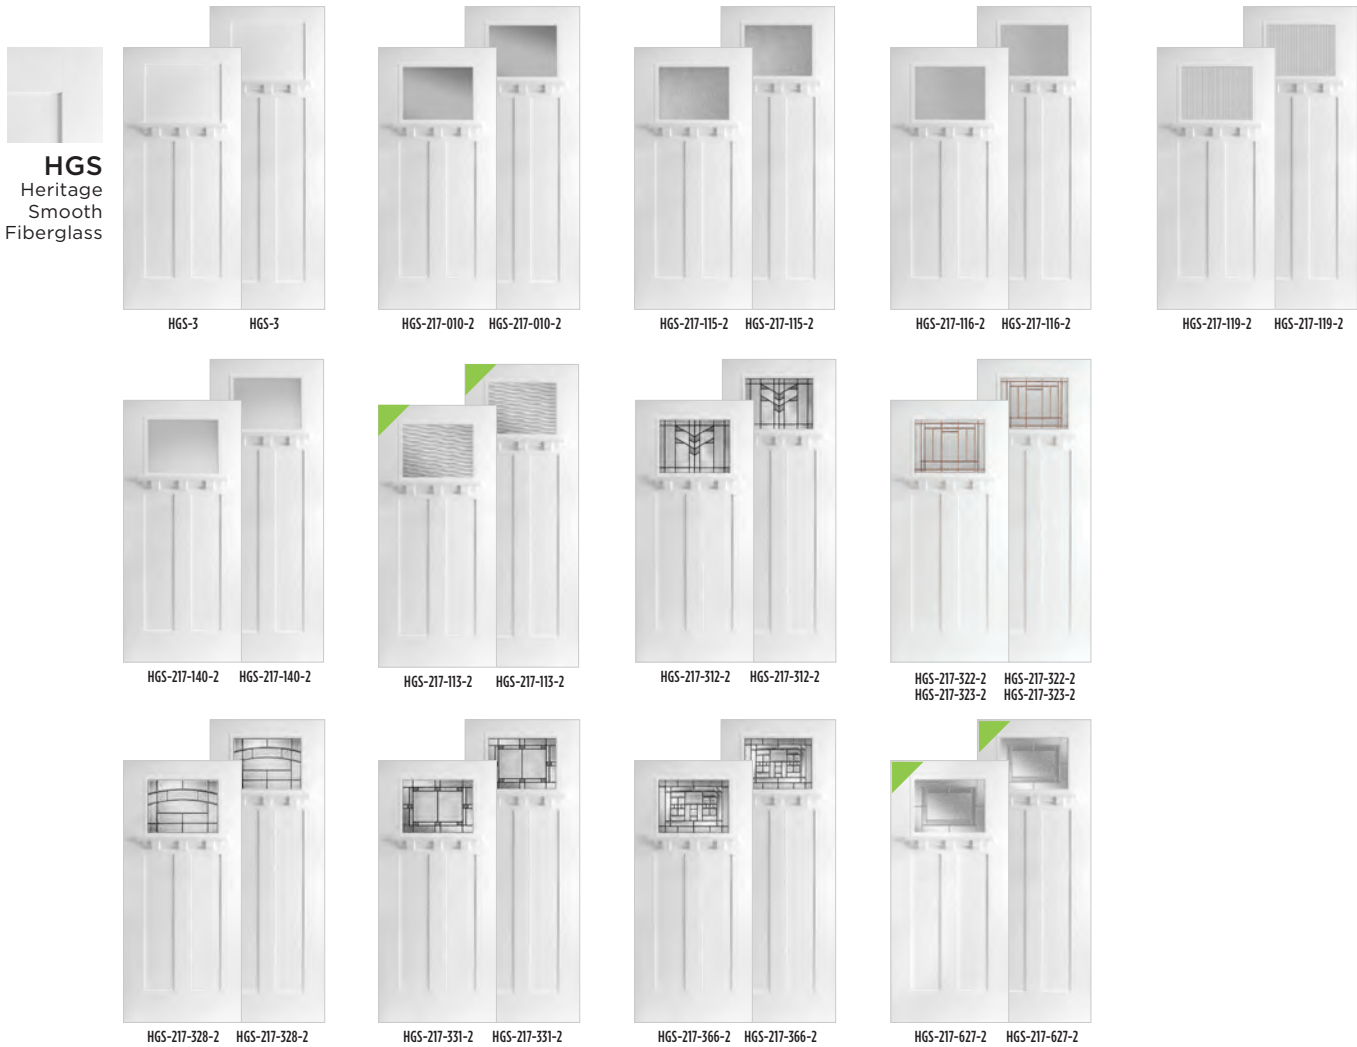 HGS
Heritage
Smooth
Fiberglass
HGS-3 HGS-3
HGS-217-010-2 HGS-217-010-2
HGS-217-115-2 HGS-217-115-2
HGS-217-116-2 HGS-217-116-2
HGS-217-119-2 HGS-217-119-2
HGS-217-140-2 HGS-217-140-2
HGS-217-113-2 HGS-217-113-2
HGS-217-312-2 HGS-217-312-2
HGS-217-322-2 HGS-217-322-2
HGS-217-323-2 HGS-217-323-2
HGS-217-328-2 HGS-217-328-2
HGS-217-331-2 HGS-217-331-2
HGS-217-366-2 HGS-217-366-2
HGS-217-627-2 HGS-217-627-2